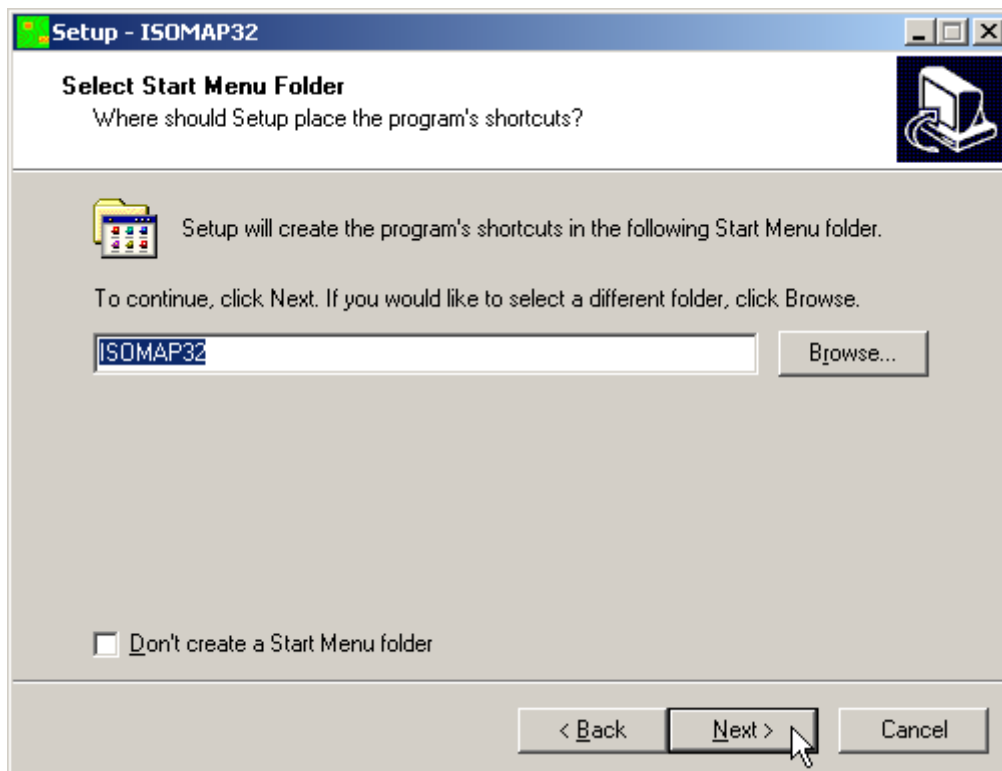 Setup - ISOMAP32
Select Start Menu Folder
Where should Setup place the program's shortcuts?
Setup will create the program's shortcuts in the following Start Menu folder.
To continue, click Next. If you would like to select a different folder, click Browse.
ISOMAP32
Browse...
Don't create a Start Menu folder
< Back
Next >
Cancel